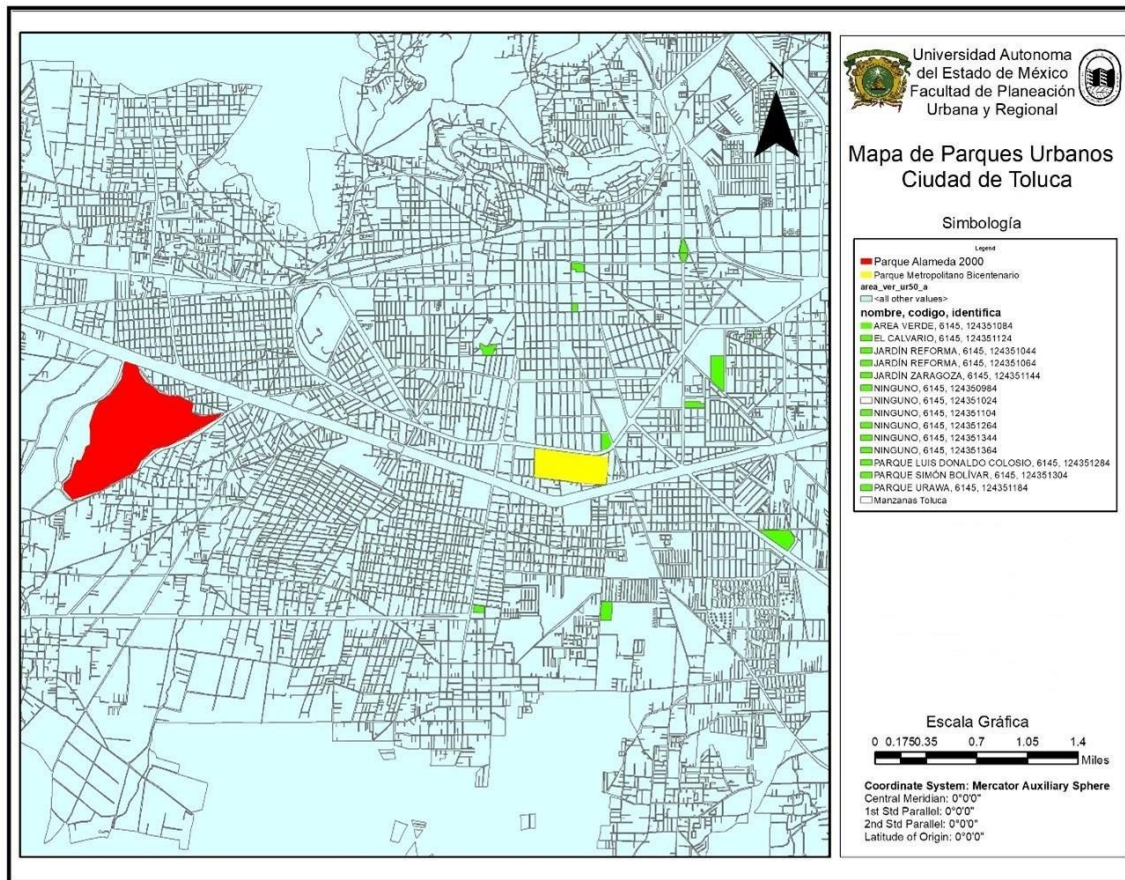 N
Universidad Autonoma
del Estado de México
Facultad de Planeación
Urbana y Regional
Mapa de Parques Urbanos
Ciudad de Toluca
Simbología
Legend
Parque Alameda 2000
Parque Metropolitano Bicentenario
area_ver_ur50_a
<all other values>
nombre, codigo, identifica
AREA VERDE, 6145, 124351084
EL CALVARIO, 6145, 124351124
JARDÍN REFORMA, 6145, 124351044
JARDÍN REFORMA, 6145, 124351064
JARDÍN ZARAGOZA, 6145, 124351144
NINGUNO, 6145, 124350984
NINGUNO, 6145, 124351024
NINGUNO, 6145, 124351104
NINGUNO, 6145, 124351264
NINGUNO, 6145, 124351344
NINGUNO, 6145, 124351364
PARQUE LUIS DONALDO COLOSIO, 6145, 124351284
PARQUE SIMÓN BOLÍVAR, 6145, 124351304
PARQUE URAWA, 6145, 124351184
Manzanas Toluca
Escala Gráfica
0 0.1750.35 0.7 1.05 1.4
Miles
Coordinate System: Mercator Auxiliary Sphere
Central Meridian: 0°0'0"
1st Std Parallel: 0°0'0"
2nd Std Parallel: 0°0'0"
Latitude of Origin: 0°0'0"